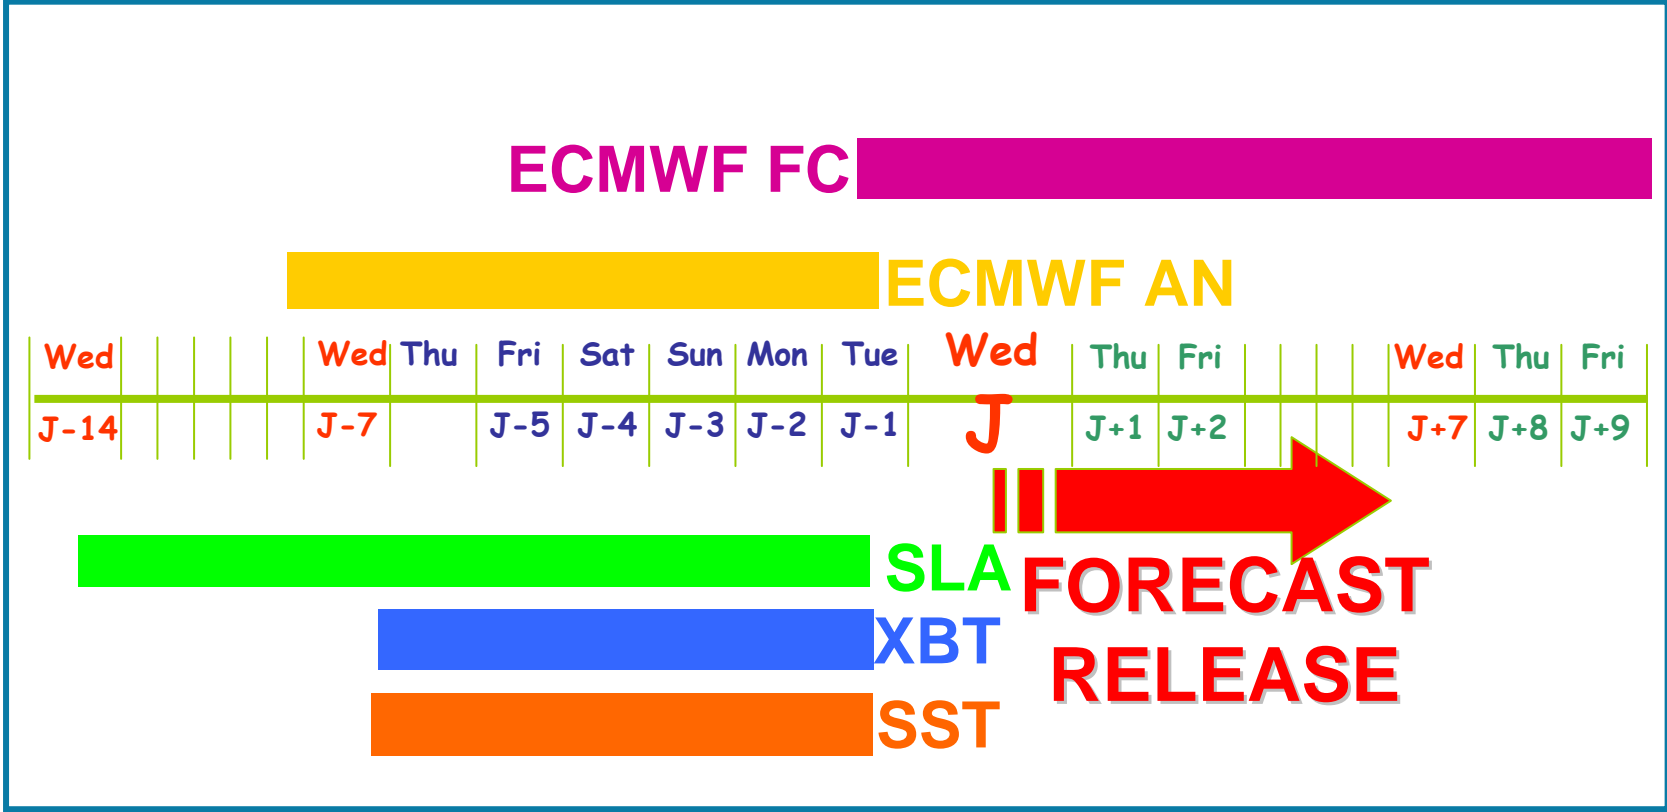 ECMWF FC
ECMWF AN
Wed Wed Thu Fri Sat Sun Mon Tue Wed Thu Fri Wed Thu Fri
J-14 J-7 J-5 J-4 J-3 J-2 J-1 J J+1 J+2 J+7 J+8 J+9
SLA
FORECAST
XBT
RELEASE
SST